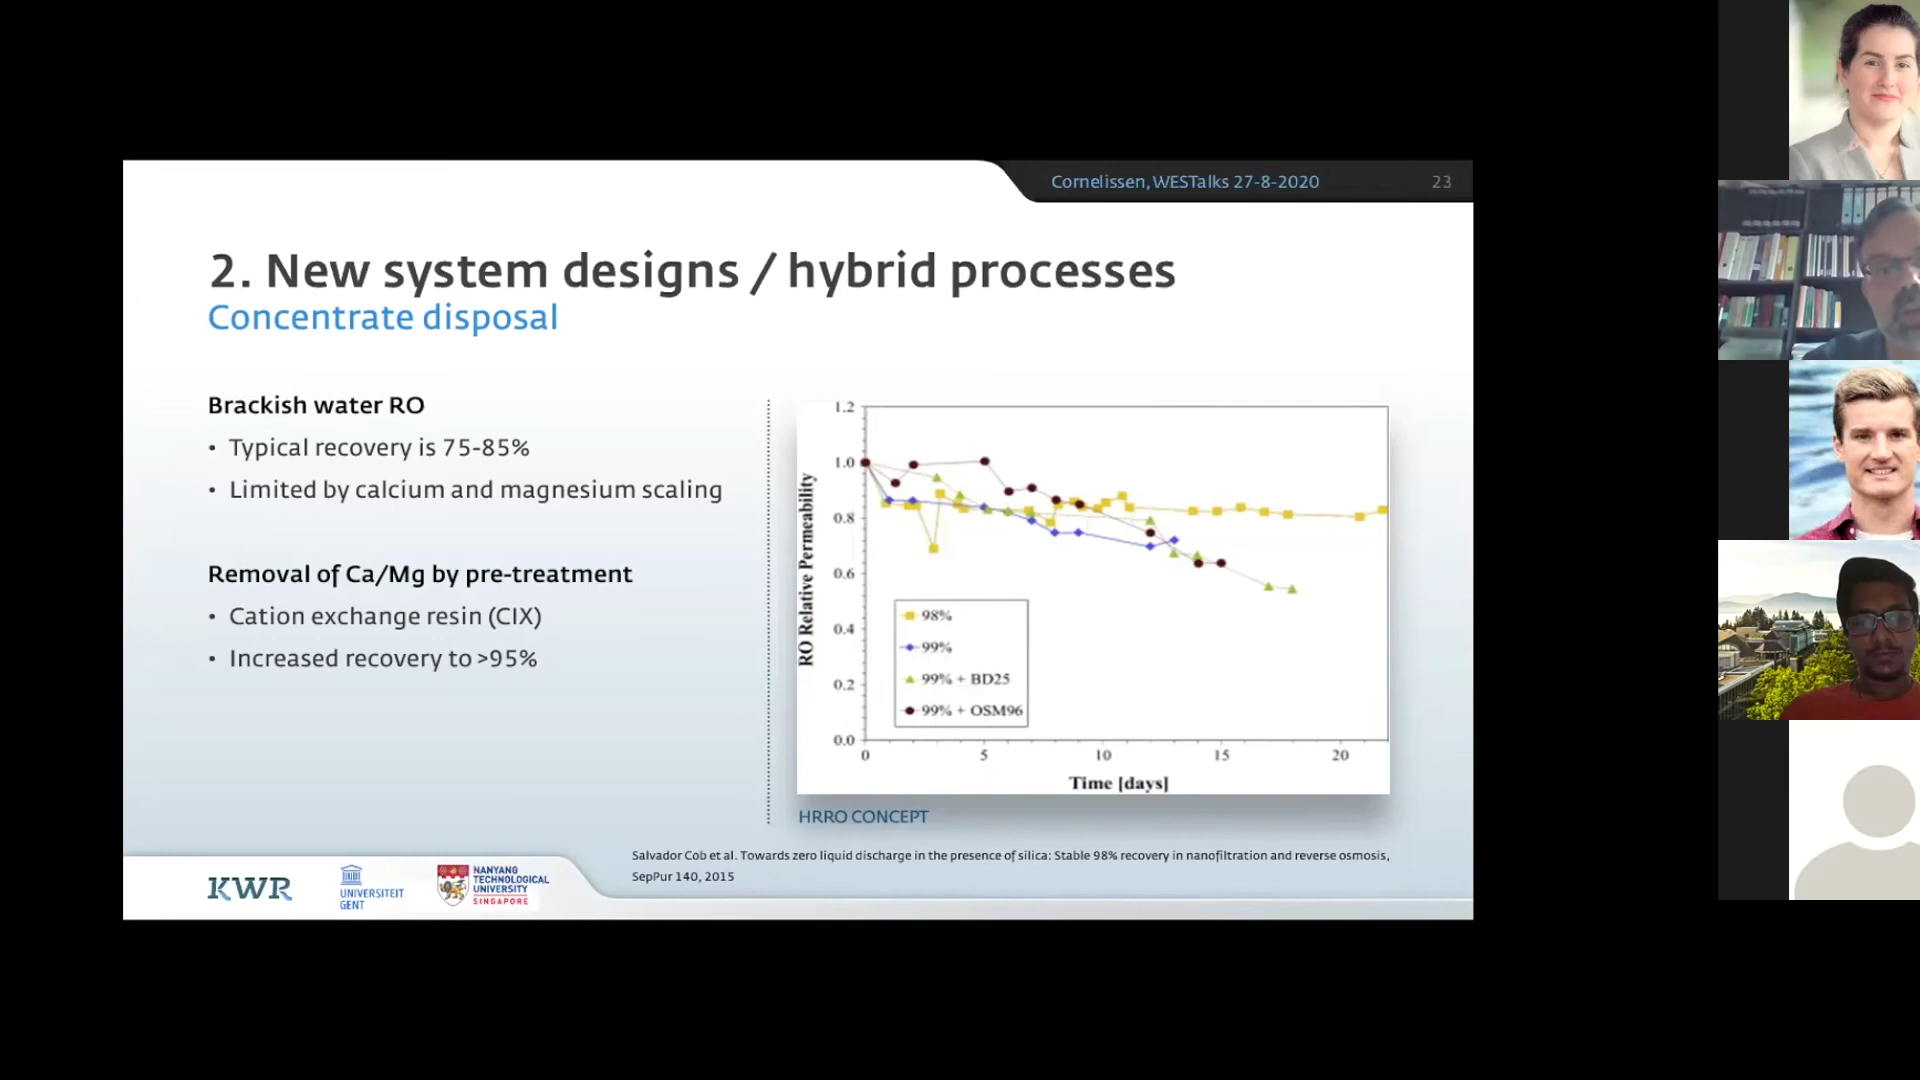 Cornelissen, WESTalks 27-8-2020 23
2. New system designs / hybrid processes
Concentrate disposal
Brackish water RO
• Typical recovery is 75-85%
• Limited by calcium and magnesium scaling
Removal of Ca/Mg by pre-treatment
• Cation exchange resin (CIX)
• Increased recovery to >95%
RO Relative Permeability
1.2
1.0
0.8
0.6
0.4
0.2
0.0
98%
99%
99% + BD25
99% + OSM96
0 5 10 15 20
Time [days]
HRRO CONCEPT
Salvador Cob et al. Towards zero liquid discharge in the presence of silica: Stable 98% recovery in nanofiltration and reverse osmosis,
SepPur 140, 2015
KWR
UNIVERSITEIT
GENT
NANYANG
TECHNOLOGICAL
UNIVERSITY
SINGAPORE